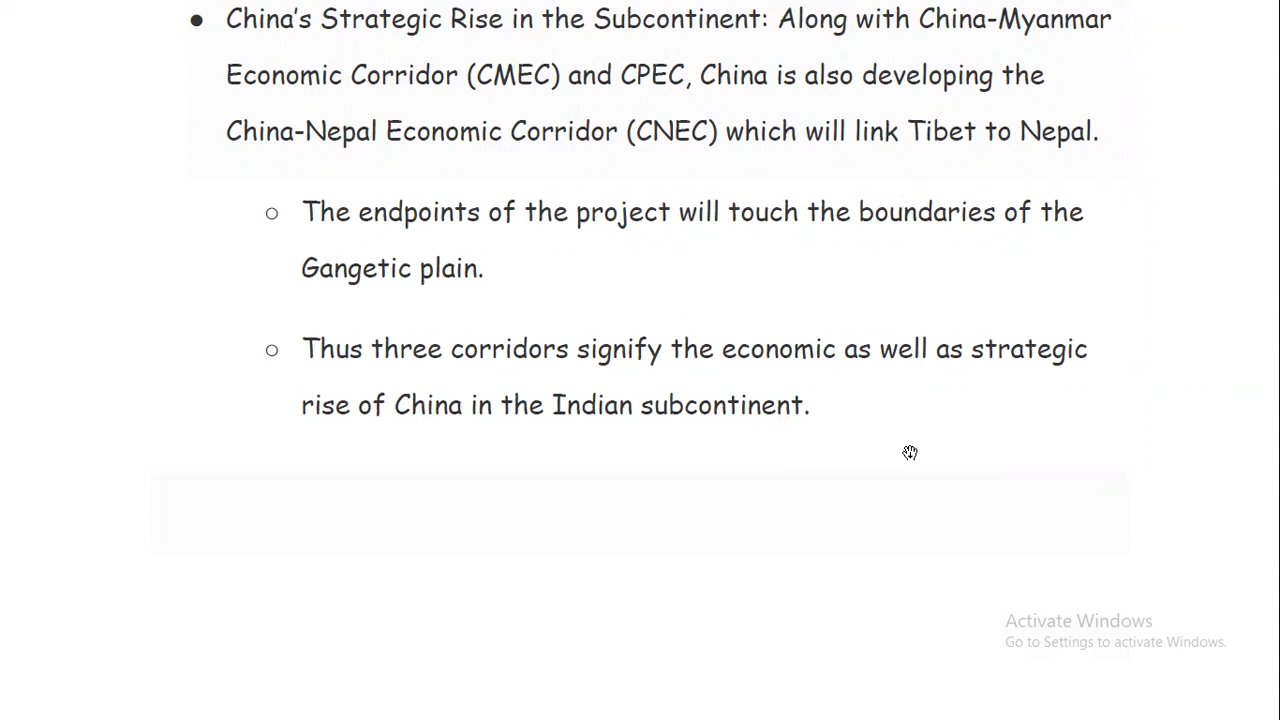 ● China's Strategic Rise in the Subcontinent: Along with China-Myanmar
Economic Corridor (CMEC) and CPEC, China is also developing the
China-Nepal Economic Corridor (CNEC) which will link Tibet to Nepal.
○ The endpoints of the project will touch the boundaries of the
Gangetic plain.
○ Thus three corridors signify the economic as well as strategic
rise of China in the Indian subcontinent.
Activate Windows
Go to Settings to activate Windows.